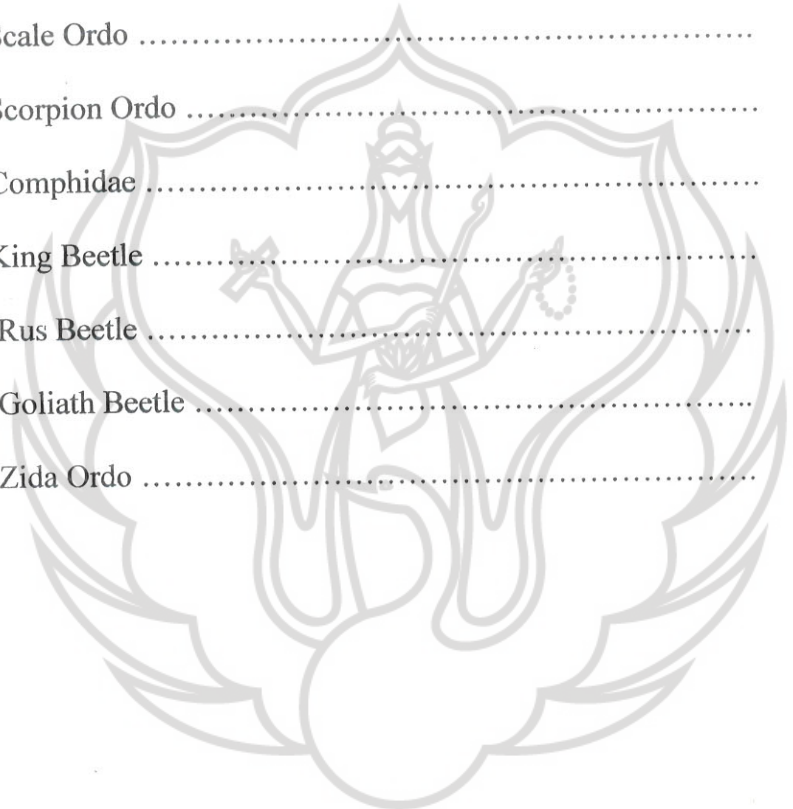 Scale Ordo ........................................................................
Scorpion Ordo ..................................................................
Comphidae .......................................................................
King Beetle .......................................................................
Rus Beetle .......................................................................
Goliath Beetle .................................................................
Zida Ordo ........................................................................